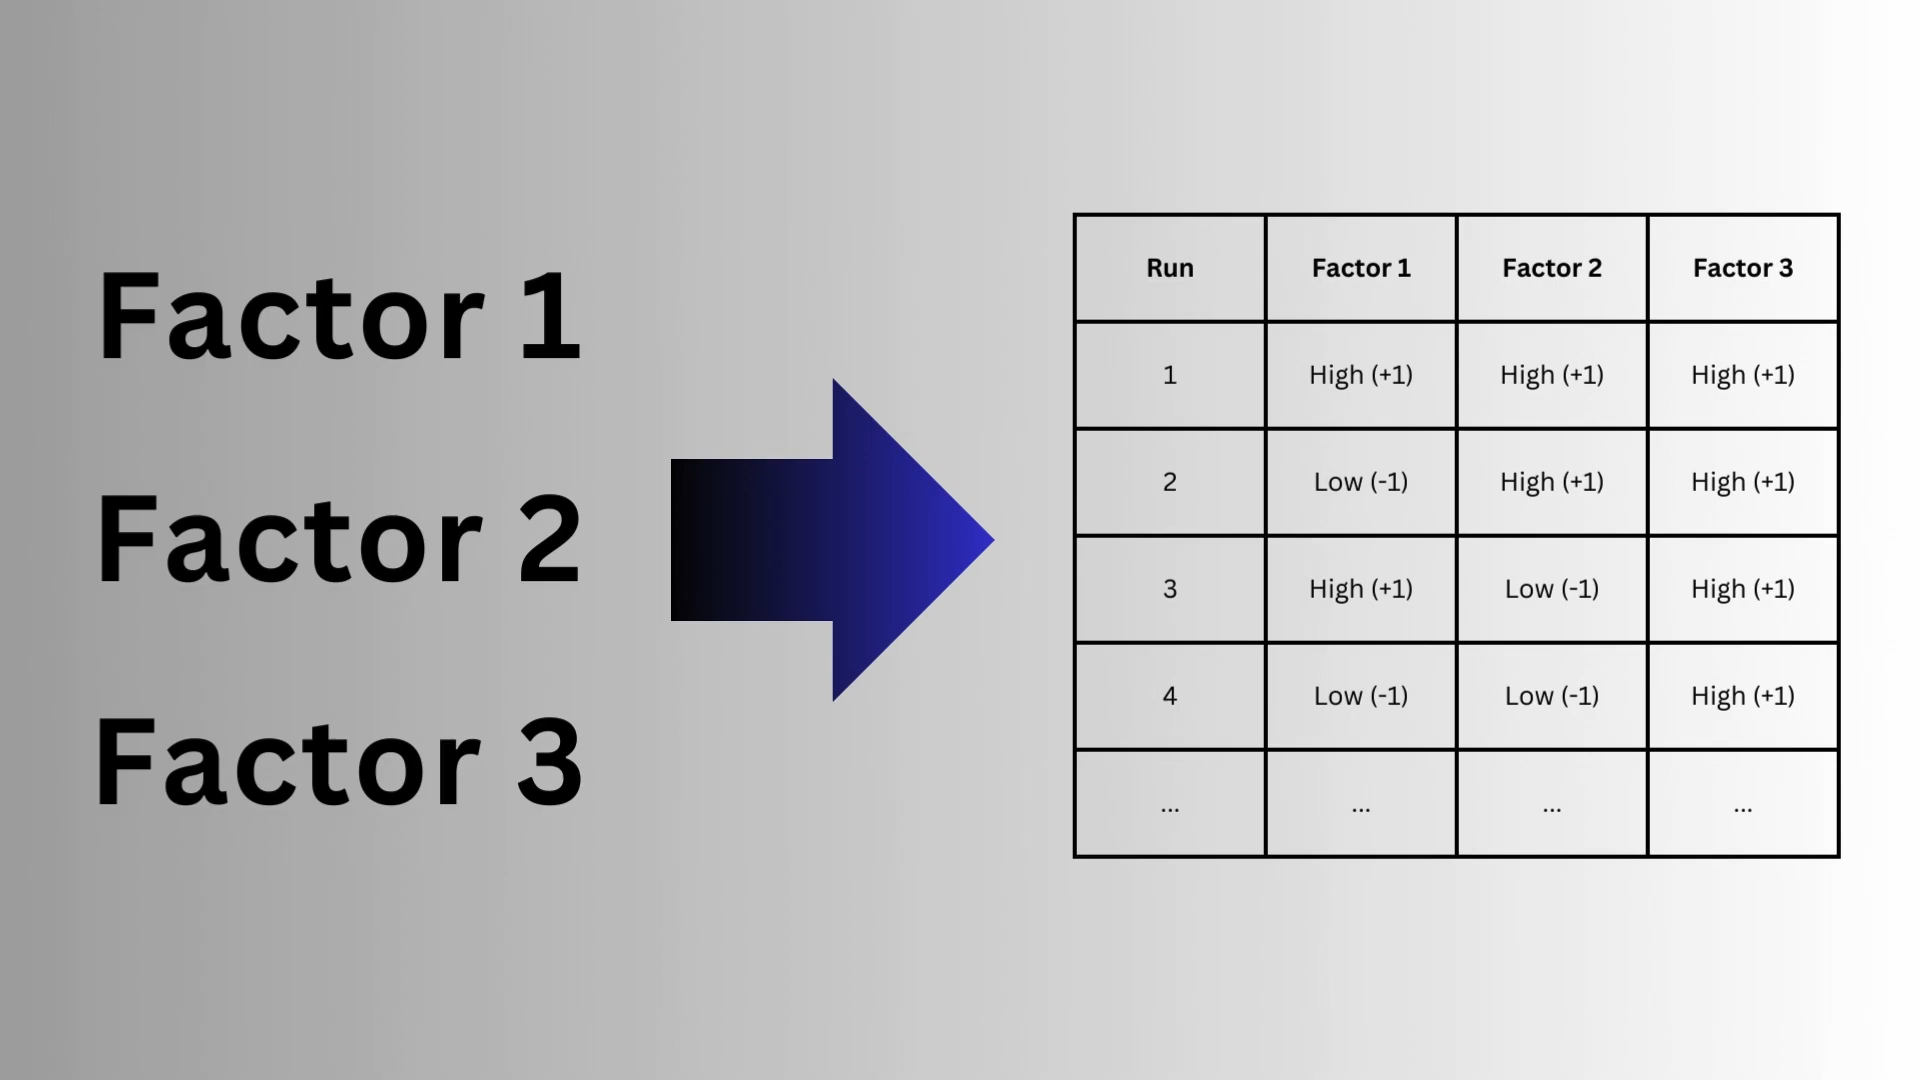 Factor 1
Factor 2
Factor 3
Run Factor 1 Factor 2 Factor 3
1 High (+1) High (+1) High (+1)
2 Low (-1) High (+1) High (+1)
3 High (+1) Low (-1) High (+1)
4 Low (-1) Low (-1) High (+1)
... ... ... ...